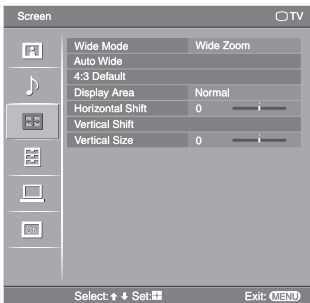 Screen TV
Wide Mode Wide Zoom
Auto Wide
4:3 Default
Display Area Normal
Horizontal Shift 0
Vertical Shift
Vertical Size 0
Select: Set: Exit: MENU